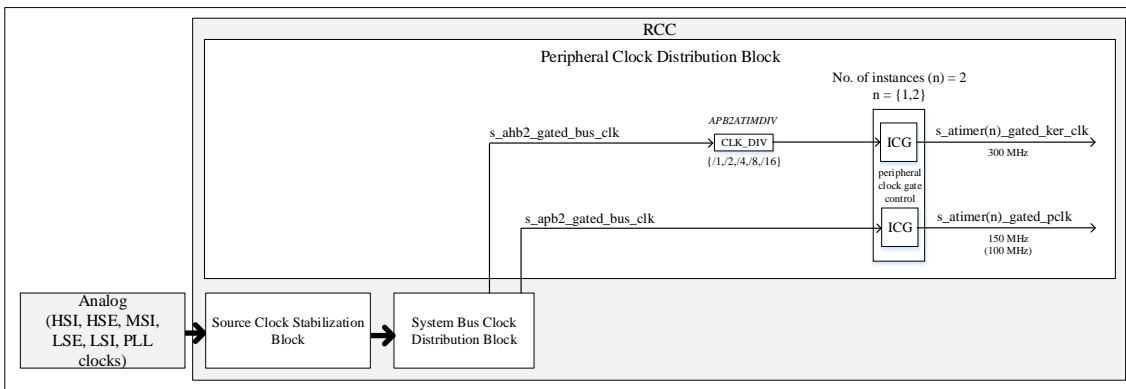 RCC
Peripheral Clock Distribution Block
No. of instances (n) = 2
n = {1,2}
APB2ATIMDIV
s_ahb2_gated_bus_clk
CLK_DIV
{/1,/2,/4,/8,/16}
ICG
s_atimer(n)_gated_ker_clk
300 MHz
peripheral
clock gate
control
s_apb2_gated_bus_clk
ICG
s_atimer(n)_gated_pclk
150 MHz
(100 MHz)
Analog
(HSI, HSE, MSI,
LSE, LSI, PLL
clocks)
Source Clock Stabilization
Block
System Bus Clock
Distribution Block